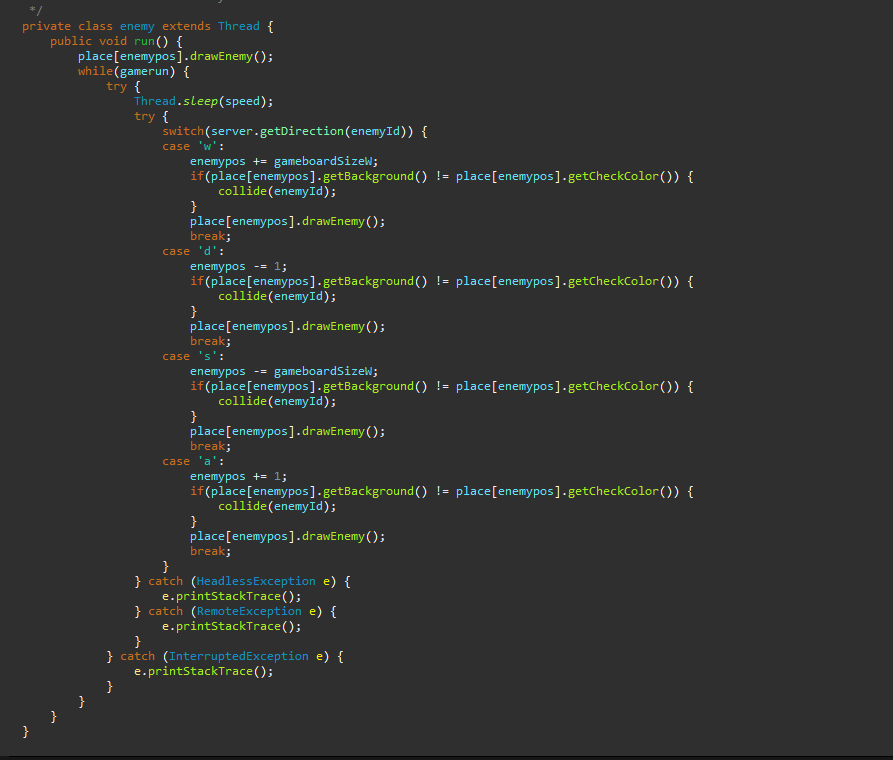 */
private class enemy extends Thread {
    public void run() {
        place[enemypos].drawEnemy();
        while(gamerun) {
            try {
                Thread.sleep(speed);
                try {
                    switch(server.getDirection(enemyId)) {
                    case 'w':
                        enemypos += gameboardSizeW;
                        if(place[enemypos].getBackground() != place[enemypos].getCheckColor()) {
                            collide(enemyId);
                        }
                        place[enemypos].drawEnemy();
                        break;
                    case 'd':
                        enemypos -= 1;
                        if(place[enemypos].getBackground() != place[enemypos].getCheckColor()) {
                            collide(enemyId);
                        }
                        place[enemypos].drawEnemy();
                        break;
                    case 's':
                        enemypos -= gameboardSizeW;
                        if(place[enemypos].getBackground() != place[enemypos].getCheckColor()) {
                            collide(enemyId);
                        }
                        place[enemypos].drawEnemy();
                        break;
                    case 'a':
                        enemypos += 1;
                        if(place[enemypos].getBackground() != place[enemypos].getCheckColor()) {
                            collide(enemyId);
                        }
                        place[enemypos].drawEnemy();
                        break;
                    }
                } catch (HeadlessException e) {
                    e.printStackTrace();
                } catch (RemoteException e) {
                    e.printStackTrace();
                }
            } catch (InterruptedException e) {
                e.printStackTrace();
            }
        }
    }
}